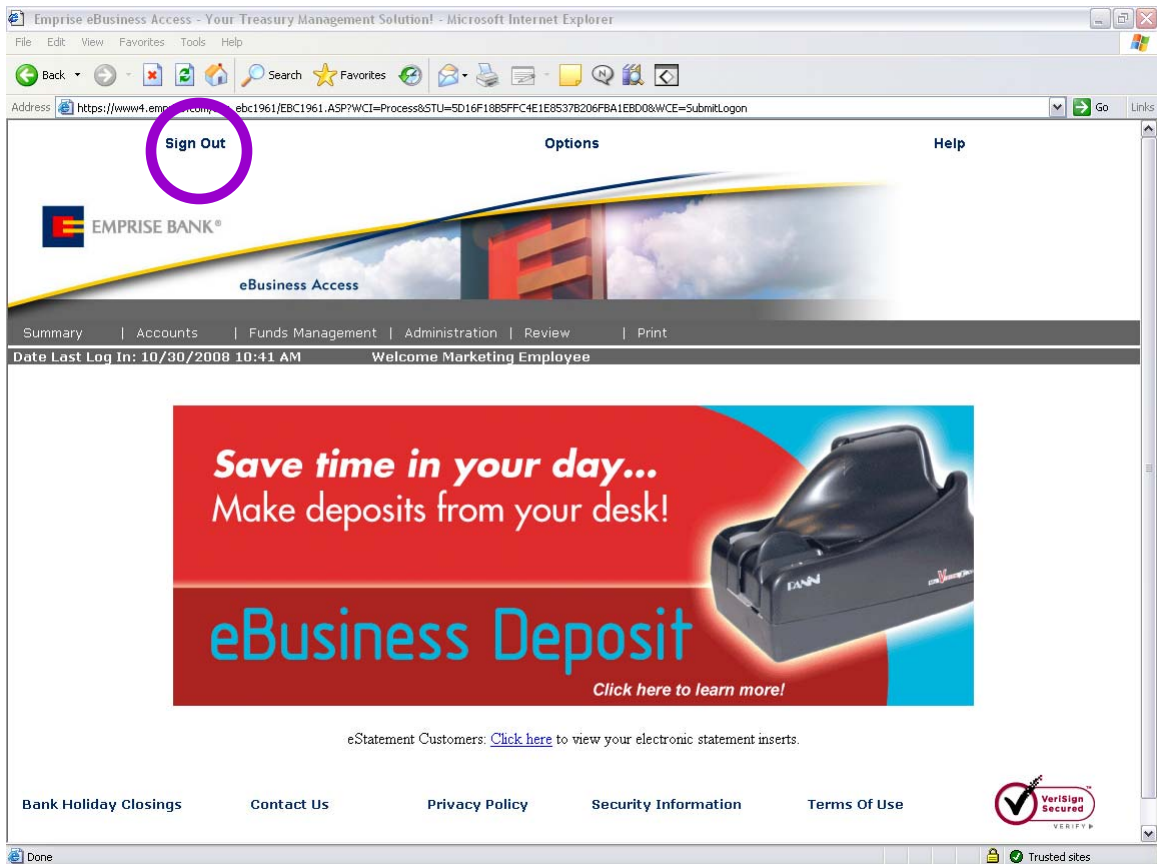 Emprise eBusiness Access - Your Treasury Management Solution! - Microsoft Internet Explorer
File Edit View Favorites Tools Help
Back Search Favorites
Address https://www4.emp ebc1961/EBC1961.ASP?WCI=Process&STU=5D16F18B5FFC4E1E8537B206FBA1EBD0&WCE=SubmitLogon Go Links
Sign Out Options Help
EMPRISE BANK®
eBusiness Access
Summary | Accounts | Funds Management | Administration | Review | Print
Date Last Log In: 10/30/2008 10:41 AM Welcome Marketing Employee
Save time in your day...
Make deposits from your desk!
PANINI
eBusiness Deposit
Click here to learn more!
eStatement Customers: Click here to view your electronic statement inserts.
Bank Holiday Closings Contact Us Privacy Policy Security Information Terms Of Use
VeriSign
Secured
VERIFY
Done Trusted sites